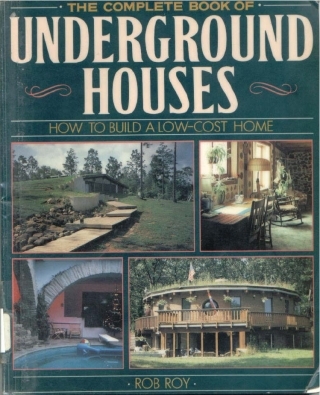 · THE COMPLETE BOOK OF ·
UNDERGROUND
HOUSES
HOW TO BUILD A LOW-COST HOME
· ROB ROY ·